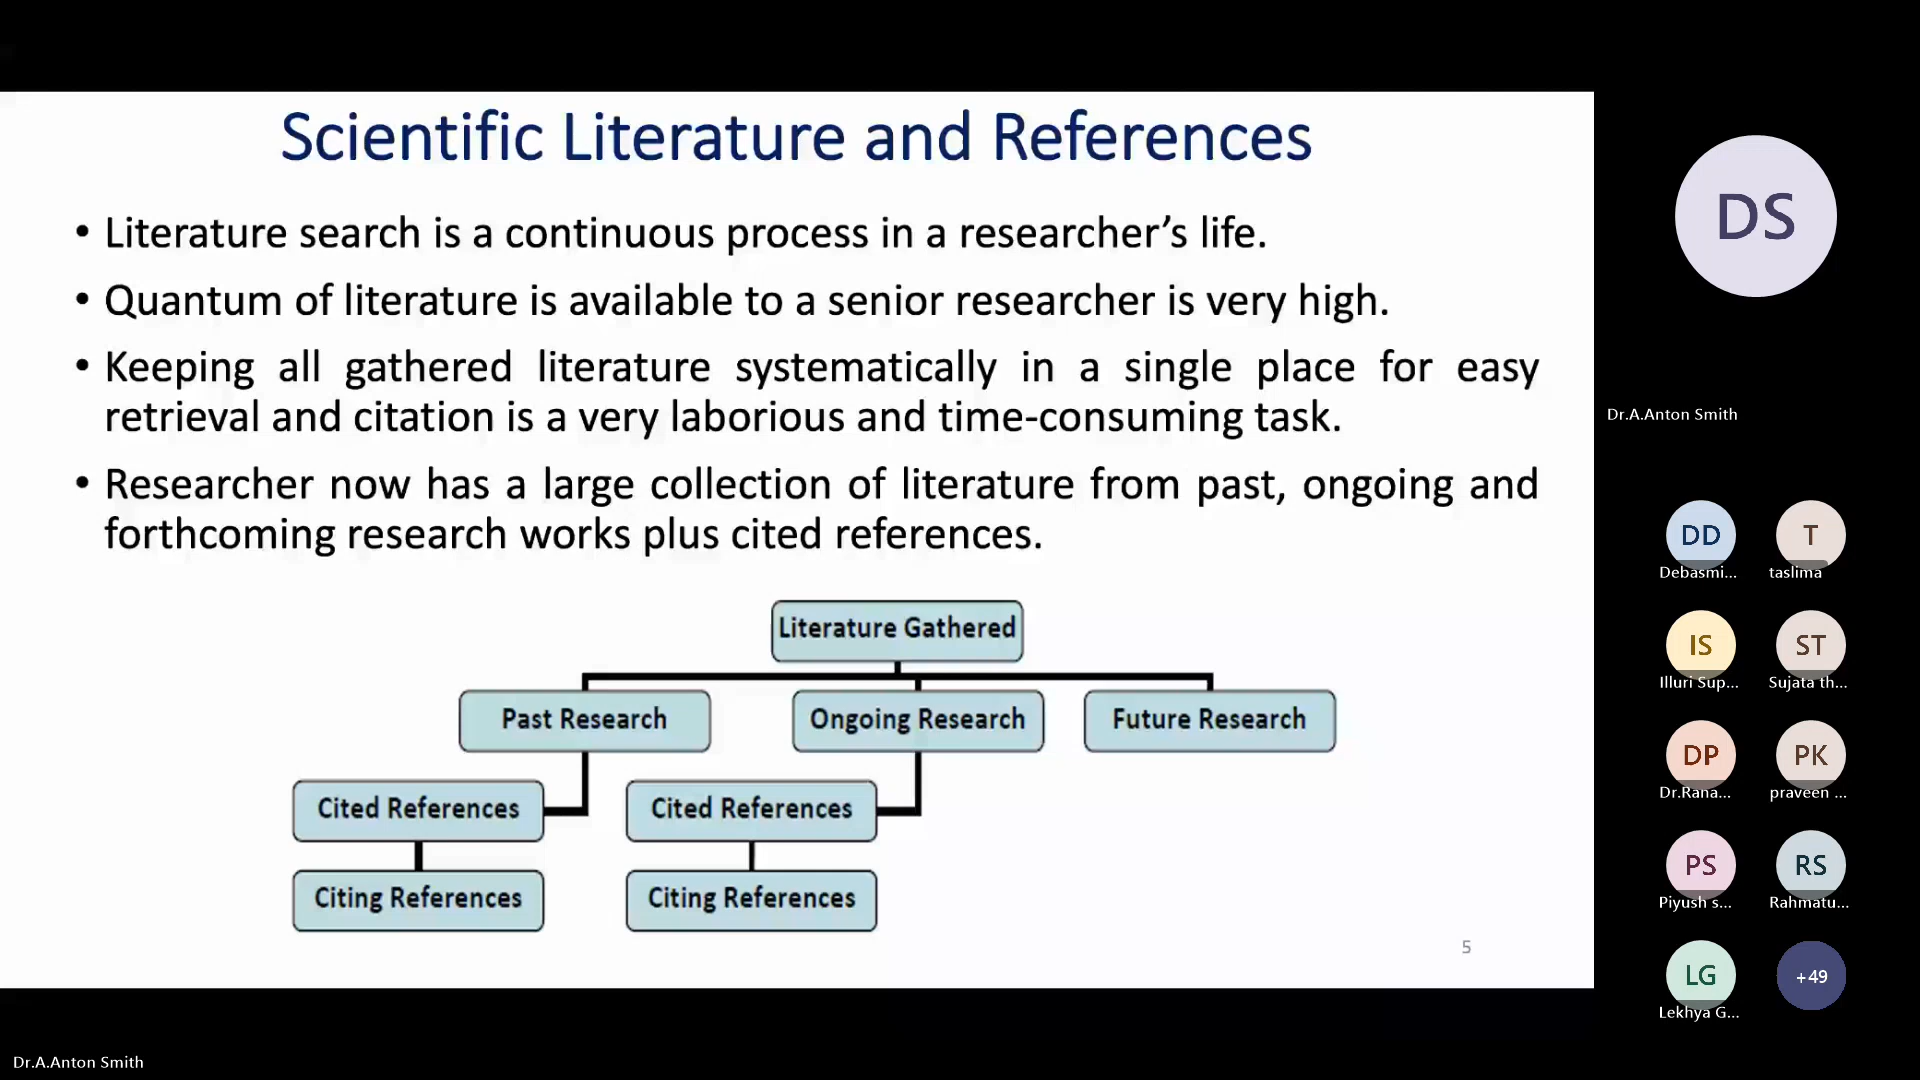 Scientific Literature and References
• Literature search is a continuous process in a researcher’s life.
• Quantum of literature is available to a senior researcher is very high.
• Keeping all gathered literature systematically in a single place for easy
retrieval and citation is a very laborious and time-consuming task.
• Researcher now has a large collection of literature from past, ongoing and
forthcoming research works plus cited references.
Literature Gathered
Past Research
Ongoing Research
Future Research
Cited References
Cited References
Citing References
Citing References
5
DS
Dr.A.Anton Smith
DD
T
Debasmi...
taslima
IS
ST
Illuri Sup...
Sujata th...
DP
PK
Dr.Rana...
praveen ...
PS
RS
Piyush s...
Rahmatu...
LG
+49
Lekhya G...
Dr.A.Anton Smith